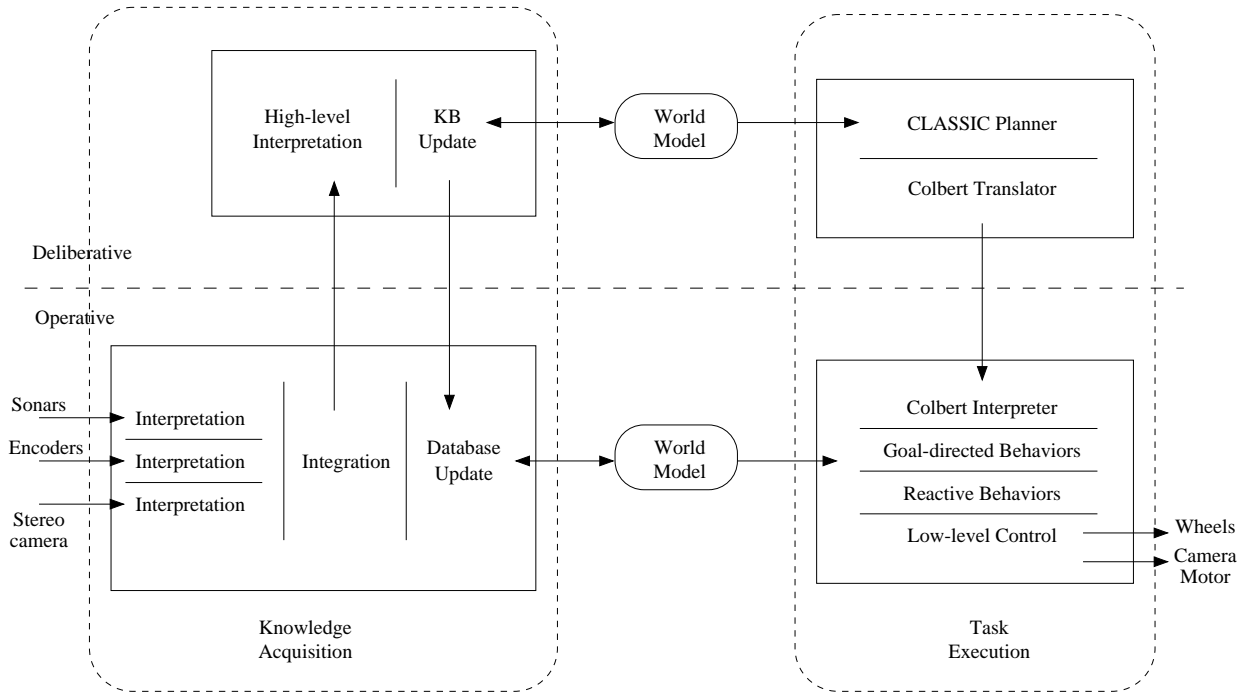 High-level
Interpretation
KB
Update
World
Model
CLASSIC Planner
Colbert Translator
Deliberative
Operative
Sonars
Encoders
Stereo
camera
Interpretation
Interpretation
Interpretation
Integration
Database
Update
World
Model
Colbert Interpreter
Goal-directed Behaviors
Reactive Behaviors
Low-level Control
Wheels
Camera
Motor
Knowledge
Acquisition
Task
Execution